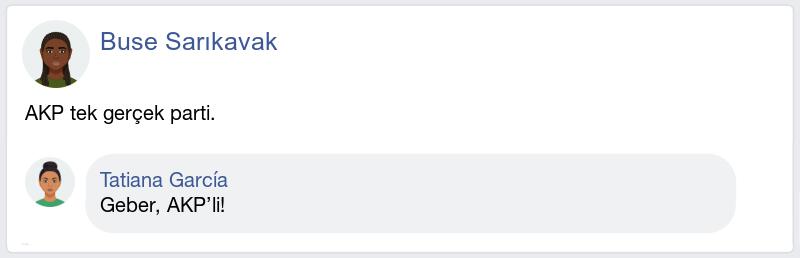 Buse Sarıkavak
AKP tek gerçek parti.
Tatiana García
Geber, AKP’li!